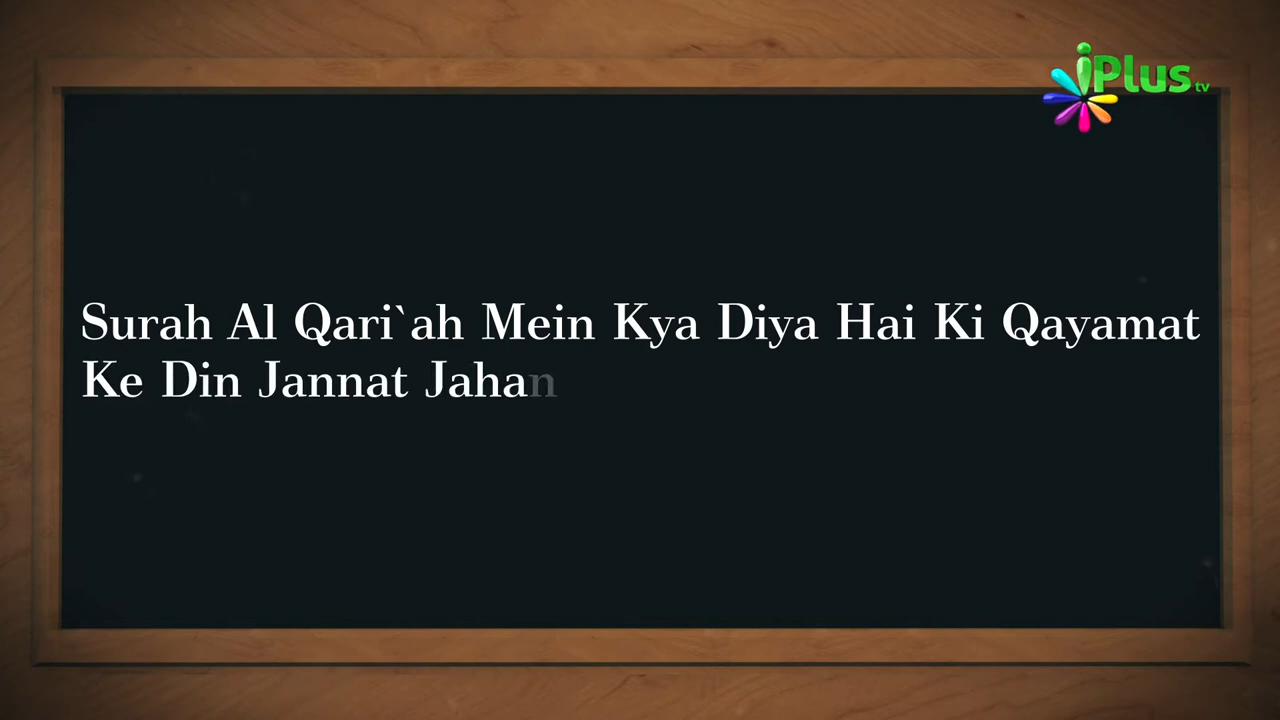 iPlus tv
Surah Al Qari`ah Mein Kya Diya Hai Ki Qayamat
Ke Din Jannat Jahan